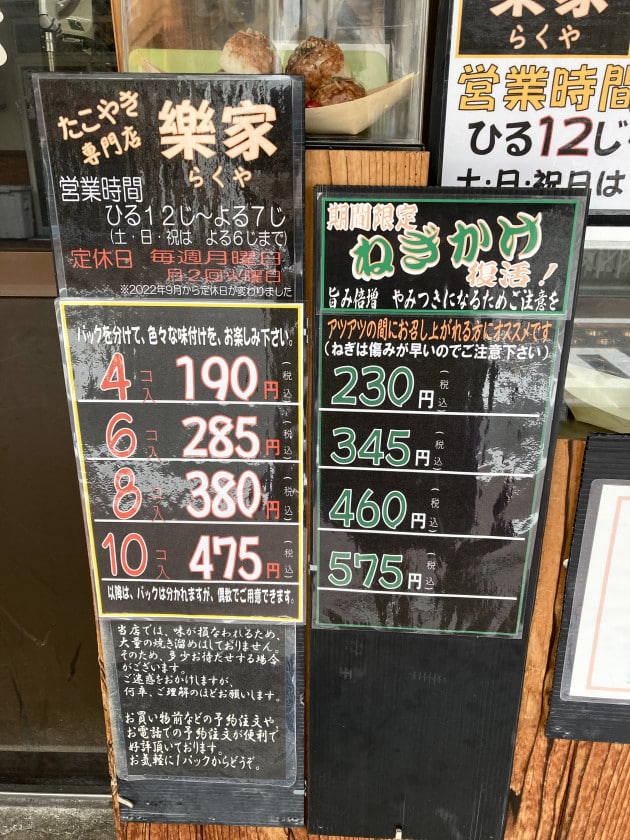 たこやき
専門店
樂家
らくや
営業時間
ひる12じ~よる7じ
(土・日・祝は よる6じまで)
定休日 毎週月曜日
月2回火曜日
※2022年9月から定休日が変わりました
パックを分けて、色々な味付けを、お楽しみ下さい。
4コ入 190円(税込)
6コ入 285円(税込)
8コ入 380円(税込)
10コ入 475円(税込)
以降は、パックは分かれますが、偶数でご用意できます。
当店では、味が損なわれるため、
大量の焼き溜めはしておりません。
そのため、多少お待たせする場合
がございます。
ご迷惑をおかけしますが、
何卒、ご理解のほどお願いします。
お買い物前などの予約注文や、
お電話での予約注文が便利で
好評頂いております。
お気軽に1パックからどうぞ。
期間限定
ねぎかけ
復活!
旨み倍増 やみつきになるためご注意を
アツアツの間にお召し上がれる方にオススメです
(ねぎは傷みが早いのでご注意下さい)
230円(税込)
345円(税込)
460円(税込)
575円(税込)
樂家
らくや
営業時間
ひる12じ
土・日・祝日は